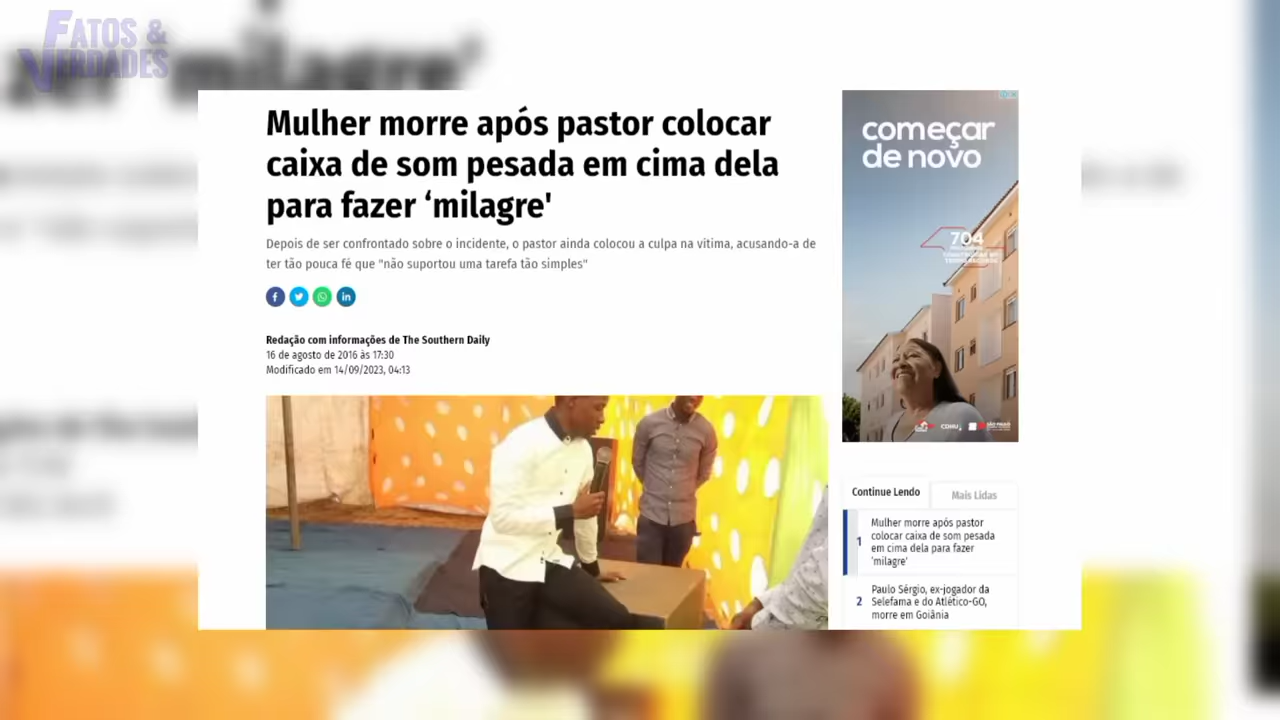 FATOS &
VERDADES
zer 'milagre'
Mulher morre após pastor colocar
caixa de som pesada em cima dela
para fazer ‘milagre'
Depois de ser confrontado sobre o incidente, o pastor ainda colocou a culpa na vítima, acusando-a de
ter tão pouca fé que "não suportou uma tarefa tão simples"
Redação com informações de The Southern Daily
16 de agosto de 2016 às 17:30
Modificado em 14/09/2023, 04:13
começar
de novo
704
CDHU
SÃO PAULO
Continue Lendo
Mais Lidas
1
Mulher morre após pastor
colocar caixa de som pesada
em cima dela para fazer
‘milagre'
2
Paulo Sérgio, ex-jogador da
Selefama e do Atlético-GO,
morre em Goiânia